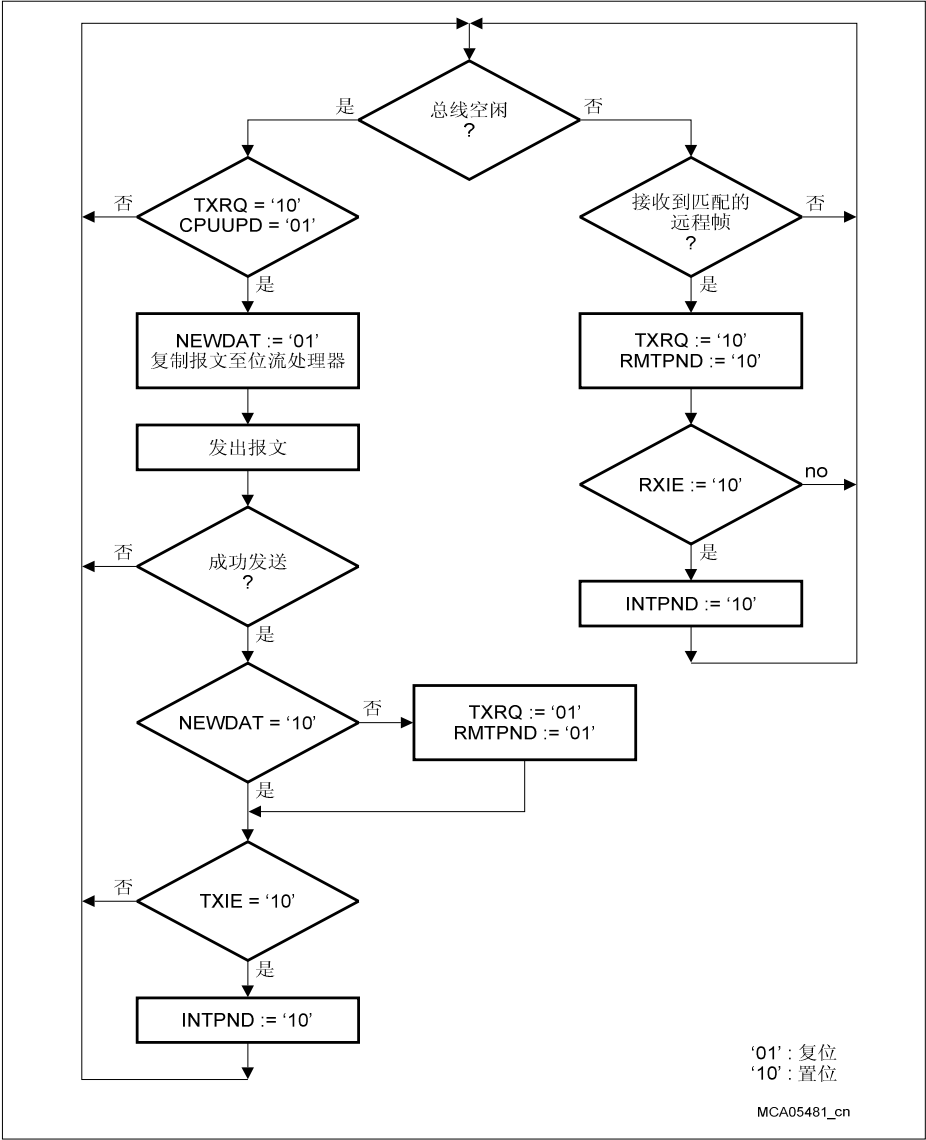 总线空闲
?
是
否
TXRQ = ‘10’
CPUUPD = ‘01’
否
是
NEWDAT := ‘01’
复制报文至位流处理器
发出报文
成功发送
?
否
是
NEWDAT = ‘10’
否
是
TXRQ := ‘01’
RMTPND := ‘01’
TXIE = ‘10’
否
是
INTPND := ‘10’
接收到匹配的
远程帧
?
否
是
TXRQ := ‘10’
RMTPND := ‘10’
RXIE := ‘10’
no
是
INTPND := ‘10’
‘01’ : 复位
‘10’ : 置位
MCA05481_cn